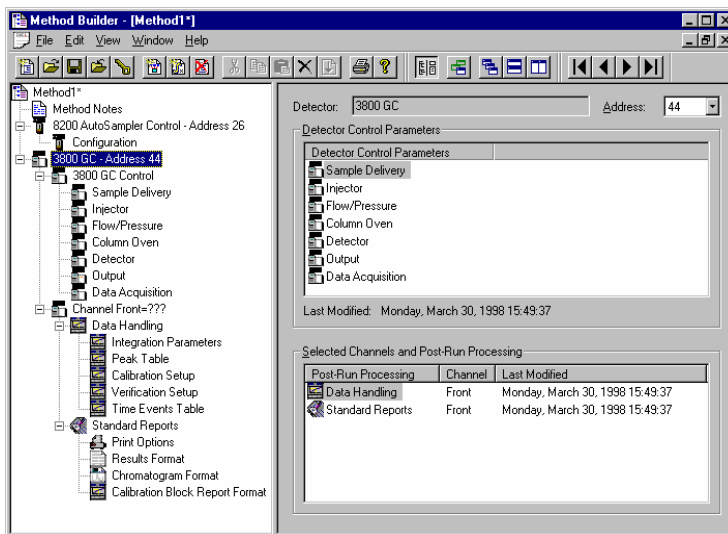 Method Builder - [Method1*]
File Edit View Window Help
Method1*
Method Notes
8200 AutoSampler Control - Address 26
Configuration
3800 GC - Address 44
3800 GC Control
Sample Delivery
Injector
Flow/Pressure
Column Oven
Detector
Output
Data Acquisition
Channel Front=???
Data Handling
Integration Parameters
Peak Table
Calibration Setup
Verification Setup
Time Events Table
Standard Reports
Print Options
Results Format
Chromatogram Format
Calibration Block Report Format
Detector: 3800 GC Address: 44
Detector Control Parameters
Detector Control Parameters
Sample Delivery
Injector
Flow/Pressure
Column Oven
Detector
Output
Data Acquisition
Last Modified: Monday, March 30, 1998 15:49:37
Selected Channels and Post-Run Processing
Post-Run Processing Channel Last Modified
Data Handling Front Monday, March 30, 1998 15:49:37
Standard Reports Front Monday, March 30, 1998 15:49:37